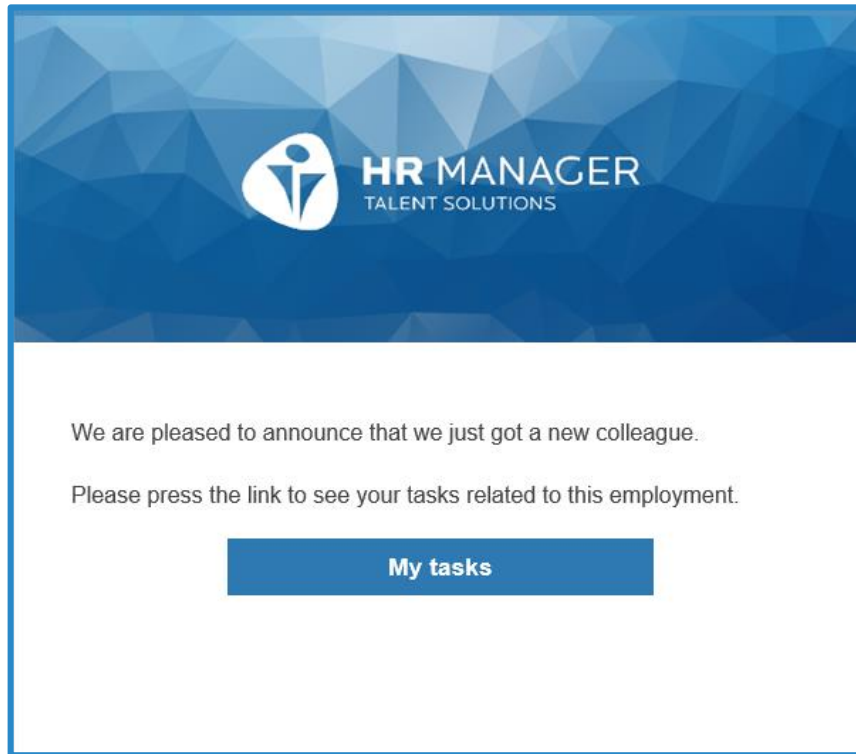 HR MANAGER
TALENT SOLUTIONS
We are pleased to announce that we just got a new colleague.
Please press the link to see your tasks related to this employment.
My tasks